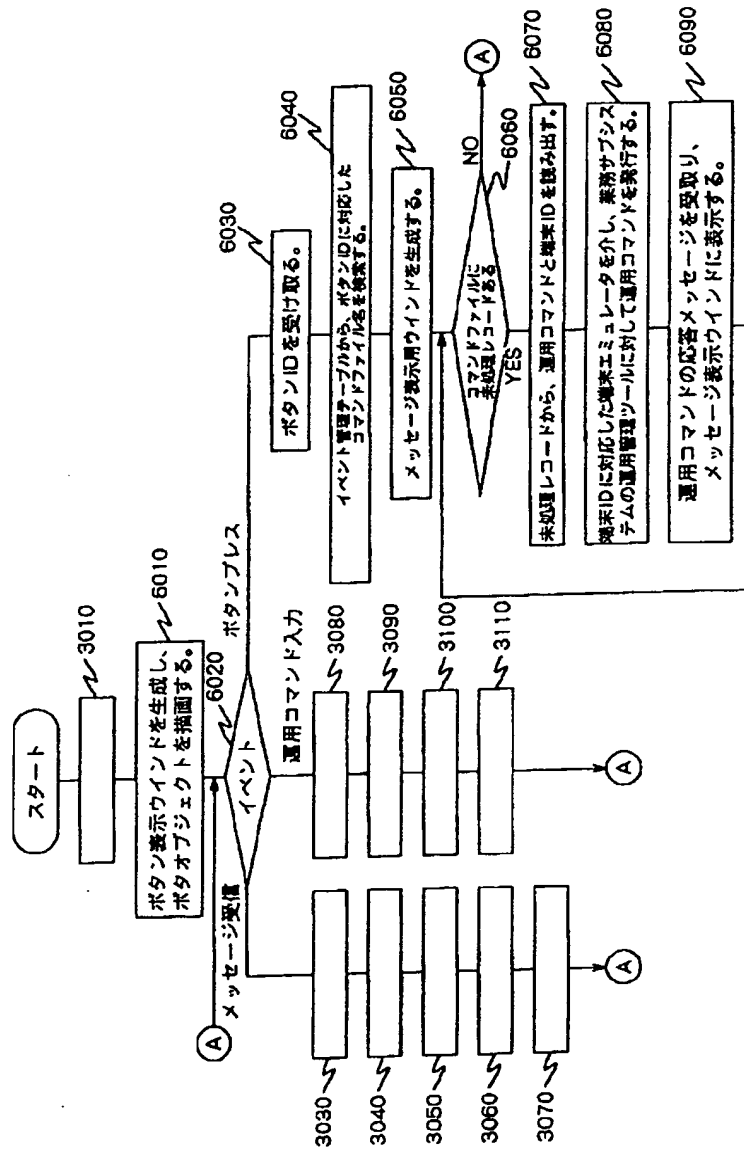 スタート
3010
ボタン表示ウインドを生成し、
ボタオブジェクトを描画する。
6010
A
メッセージ受信
イベント
6020
運用コマンド入力
ボタンプレス
3030
3040
3050
3060
3070
A
3080
3090
3100
3110
A
ボタンIDを受け取る。
6030
イベント管理テーブルから、ボタンIDに対応した
コマンドファイル名を検索する。
6040
メッセージ表示用ウインドを生成する。
6050
コマンドファイルに
未処理レコードある
6060
NO
A
YES
未処理レコードから、運用コマンドと端末IDを読み出す。
6070
端末IDに対応した端末エミュレータを介し、業務サブシス
テムの運用管理ツールに対して運用コマンドを発行する。
6080
運用コマンドの応答メッセージを受取り、
メッセージ表示ウインドに表示する。
6090